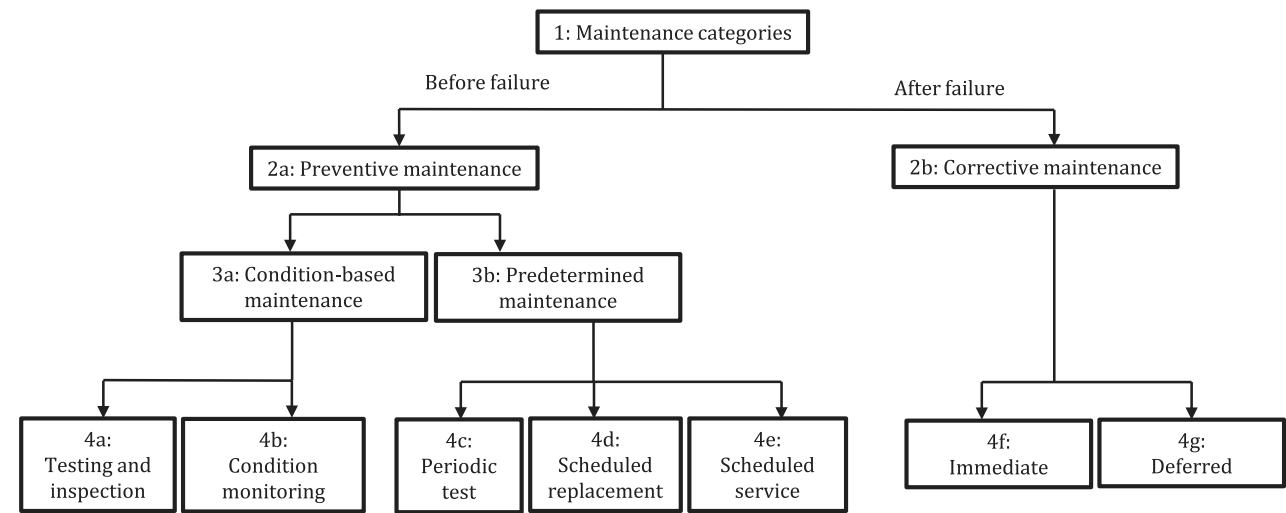 1: Maintenance categories
Before failure
After failure
2a: Preventive maintenance
2b: Corrective maintenance
3a: Condition-based
maintenance
3b: Predetermined
maintenance
4a:
Testing and
inspection
4b:
Condition
monitoring
4c:
Periodic
test
4d:
Scheduled
replacement
4e:
Scheduled
service
4f:
Immediate
4g:
Deferred